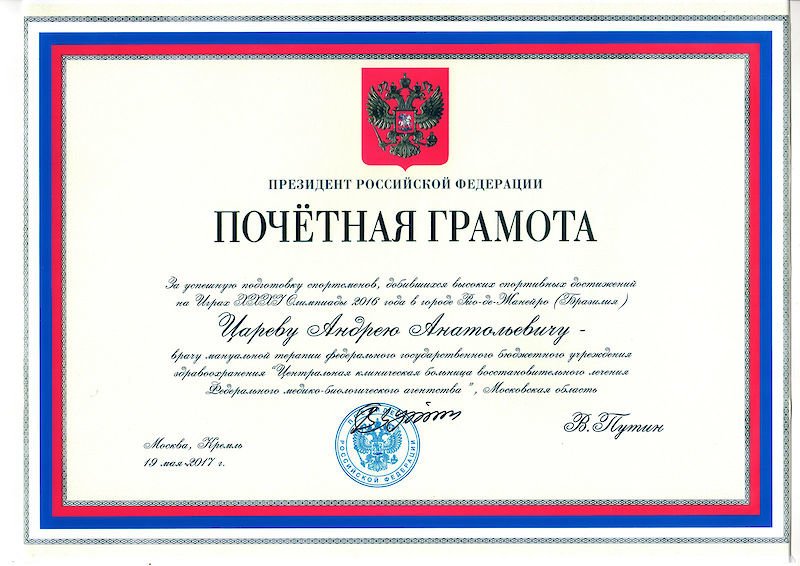 ПРЕЗИДЕНТ РОССИЙСКОЙ ФЕДЕРАЦИИ
ПОЧЁТНАЯ ГРАМОТА
За успешную подготовку спортсменов, добившихся высоких спортивных достижений
на Играх XXXI Олимпиады 2016 года в городе Рио-де-Жанейро (Бразилия)
Цареву Андрею Анатольевичу -
врачу мануальной терапии федерального государственного бюджетного учреждения
здравоохранения "Центральная клиническая больница восстановительного лечения
Федерального медико-биологического агентства", Московская область
В.Путин
Москва, Кремль
19 мая 2017 г.
РОССИЙСКОЙ ФЕДЕРАЦИИ